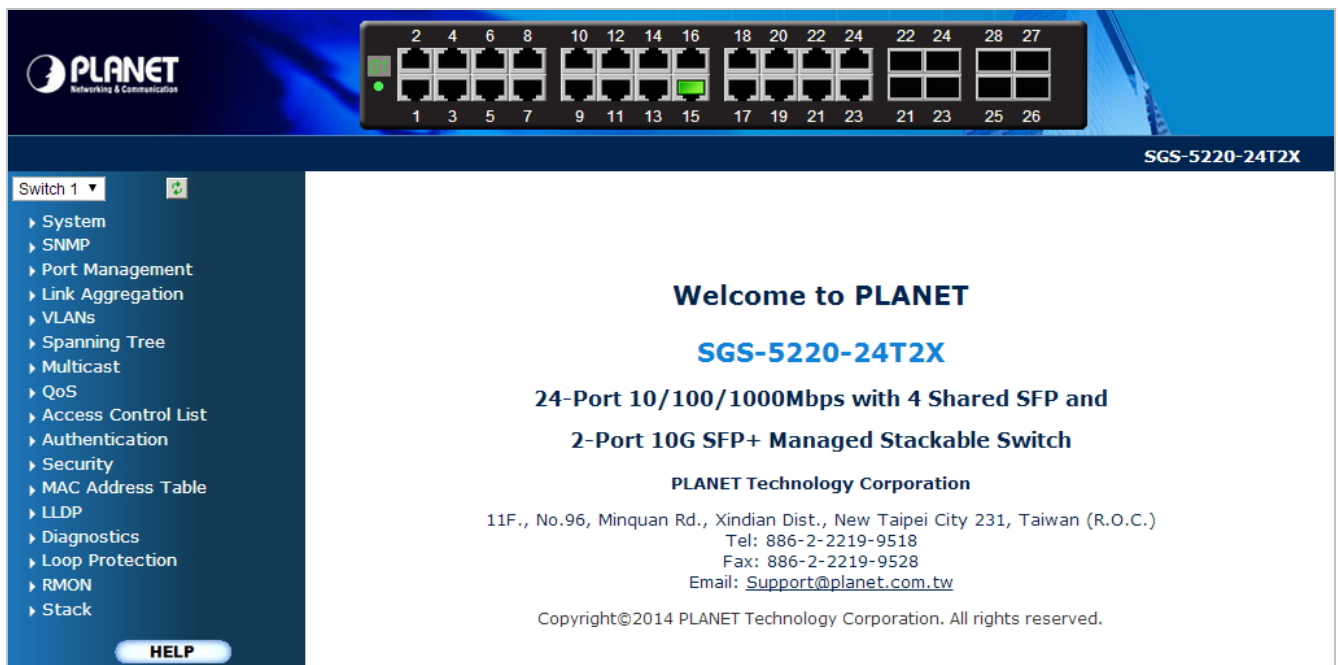 PLANET
Networking & Communication
2 4 6 8 10 12 14 16 18 20 22 24 22 24 28 27
01
1 3 5 7 9 11 13 15 17 19 21 23 21 23 25 26
SGS-5220-24T2X
Switch 1
System
SNMP
Port Management
Link Aggregation
VLANs
Spanning Tree
Multicast
QoS
Access Control List
Authentication
Security
MAC Address Table
LLDP
Diagnostics
Loop Protection
RMON
Stack
HELP
Welcome to PLANET
SGS-5220-24T2X
24-Port 10/100/1000Mbps with 4 Shared SFP and
2-Port 10G SFP+ Managed Stackable Switch
PLANET Technology Corporation
11F., No.96, Minquan Rd., Xindian Dist., New Taipei City 231, Taiwan (R.O.C.)
Tel: 886-2-2219-9518
Fax: 886-2-2219-9528
Email: Support@planet.com.tw
Copyright©2014 PLANET Technology Corporation. All rights reserved.